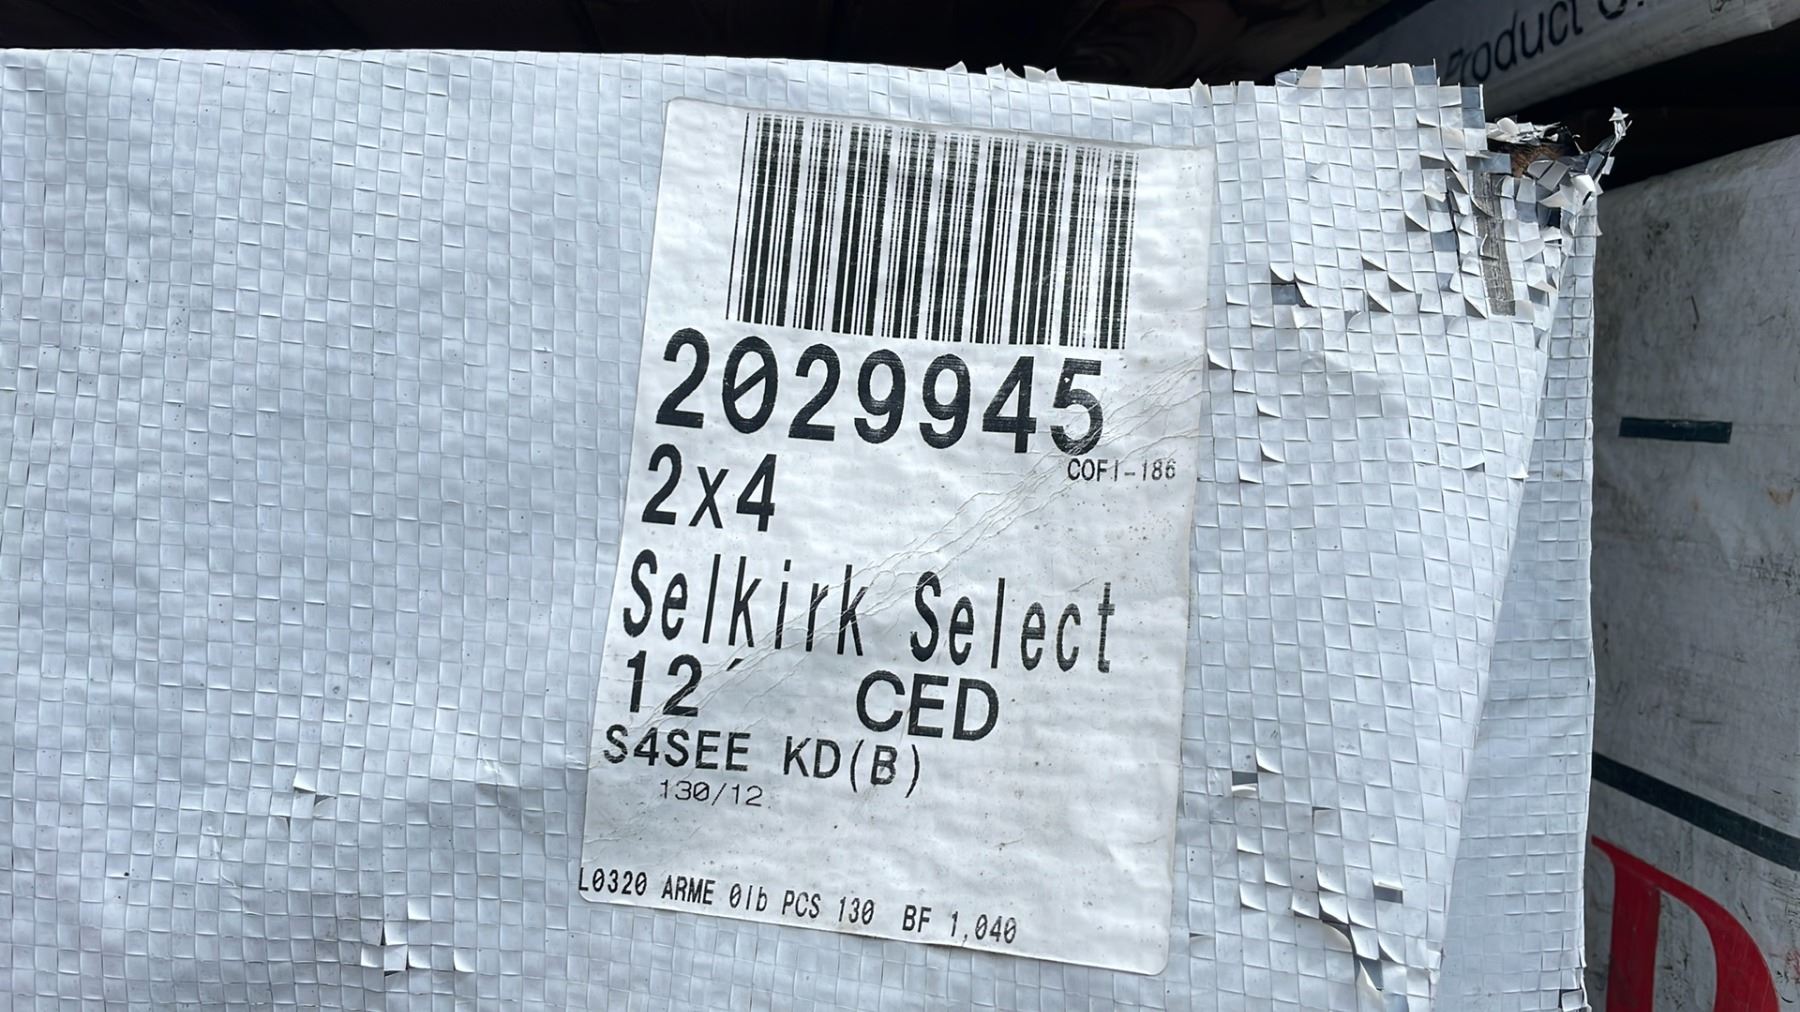 Product
2029945
COFI-186
2x4
Selkirk Select
12' CED
S4SEE KD(B)
130/12
L0320 ARME 0lb PCS 130 BF 1,040